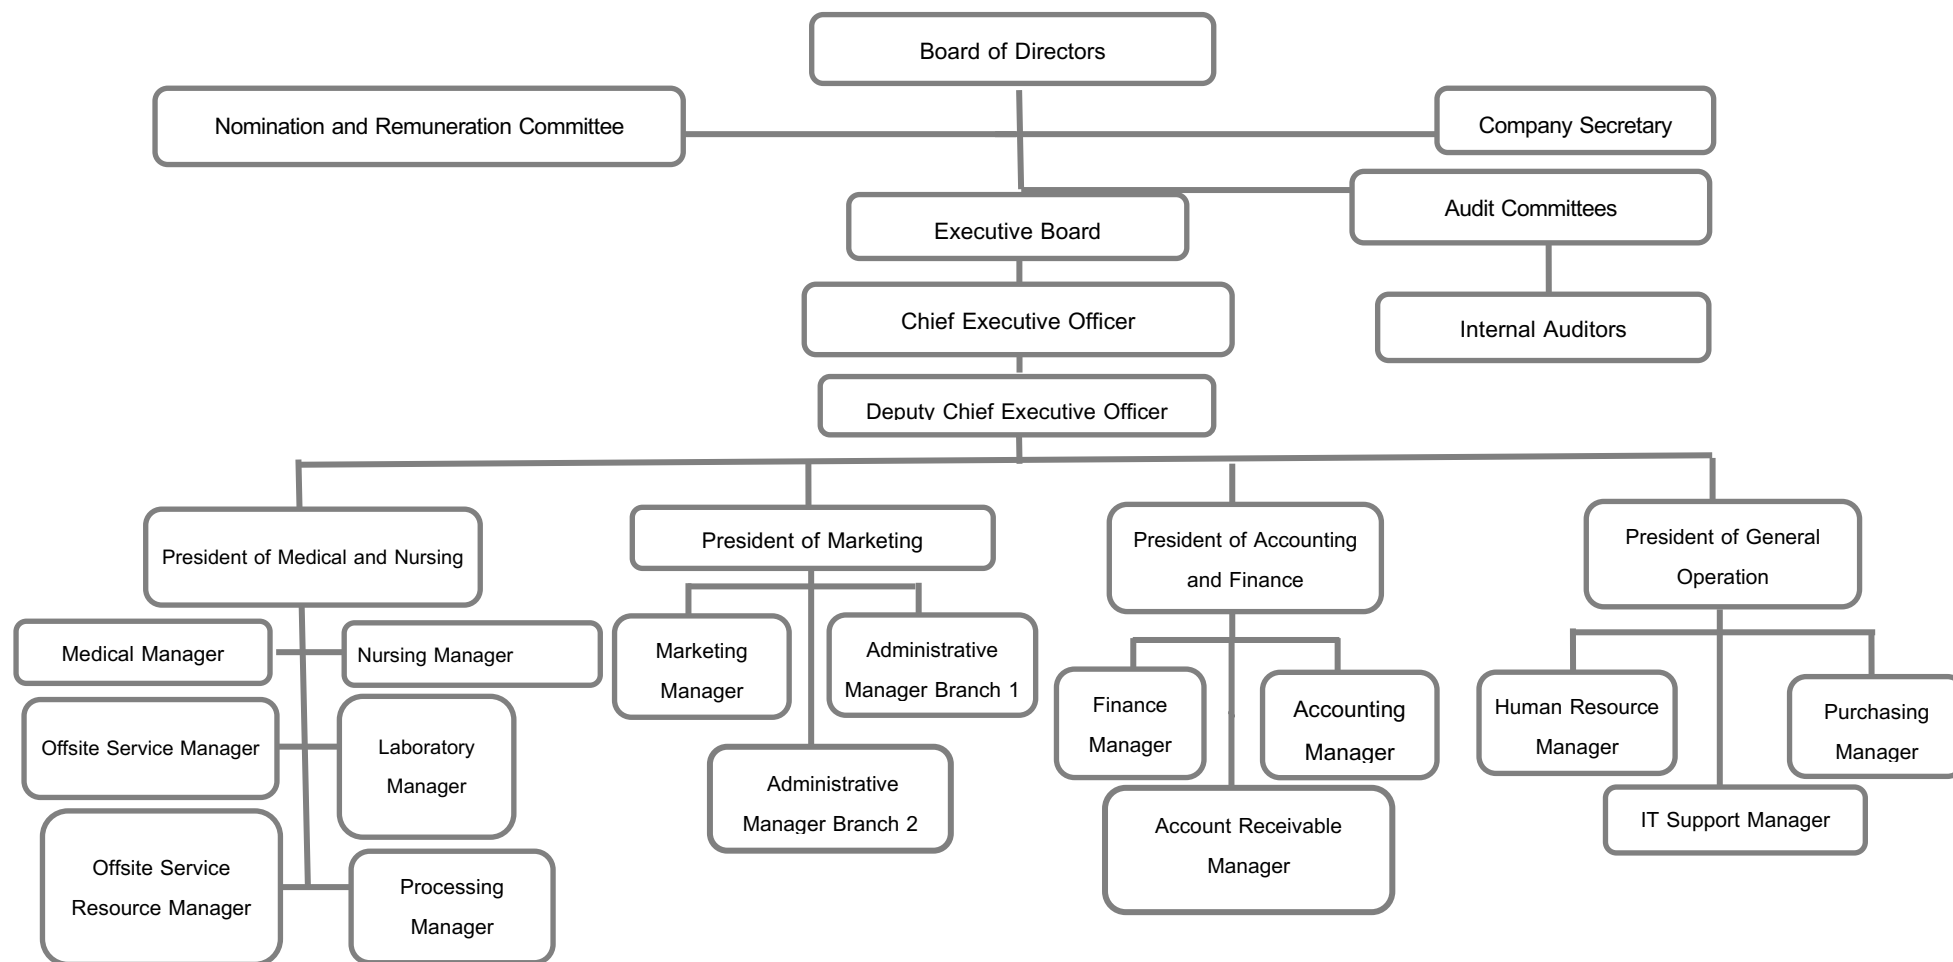 Board of Directors
Nomination and Remuneration Committee
Company Secretary
Audit Committees
Executive Board
Chief Executive Officer
Internal Auditors
Deputy Chief Executive Officer
President of Medical and Nursing
President of Marketing
President of Accounting
and Finance
President of General
Operation
Medical Manager
Nursing Manager
Offsite Service Manager
Laboratory
Manager
Offsite Service
Resource Manager
Processing
Manager
Marketing
Manager
Administrative
Manager Branch 1
Administrative
Manager Branch 2
Finance
Manager
Accounting
Manager
Account Receivable
Manager
Human Resource
Manager
Purchasing
Manager
IT Support Manager